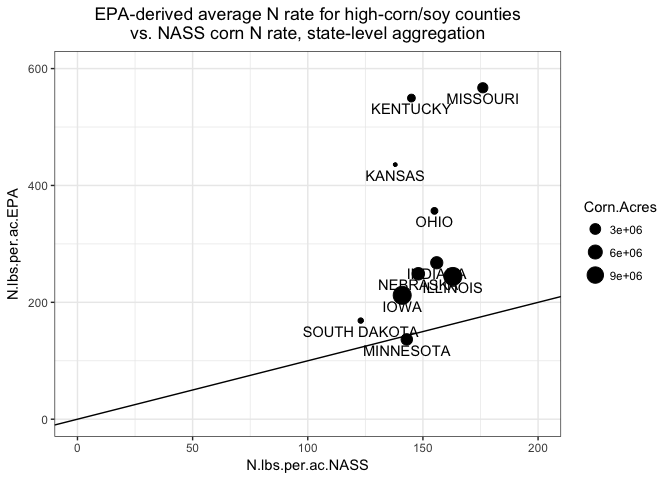 EPA-derived average N rate for high-corn/soy counties
vs. NASS corn N rate, state-level aggregation
600
400
200
0
N.lbs.per.ac.EPA
MISSOURI
KENTUCKY
KANSAS
OHIO
INDIANA
NEBRASKA
ILLINOIS
IOWA
SOUTH DAKOTA
MINNESOTA
0
50
100
150
200
N.lbs.per.ac.NASS
Corn.Acres
3e+06
6e+06
9e+06